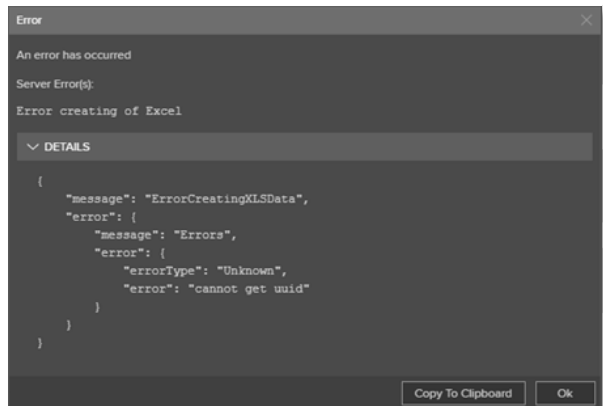 Error
An error has occurred
Server Error(s):
Error creating of Excel
DETAILS
{
"message": "ErrorCreatingXLSData",
"error": {
"message": "Errors",
"error": {
"errorType": "Unknown",
"error": "cannot get uuid"
}
}
}
Copy To Clipboard
Ok